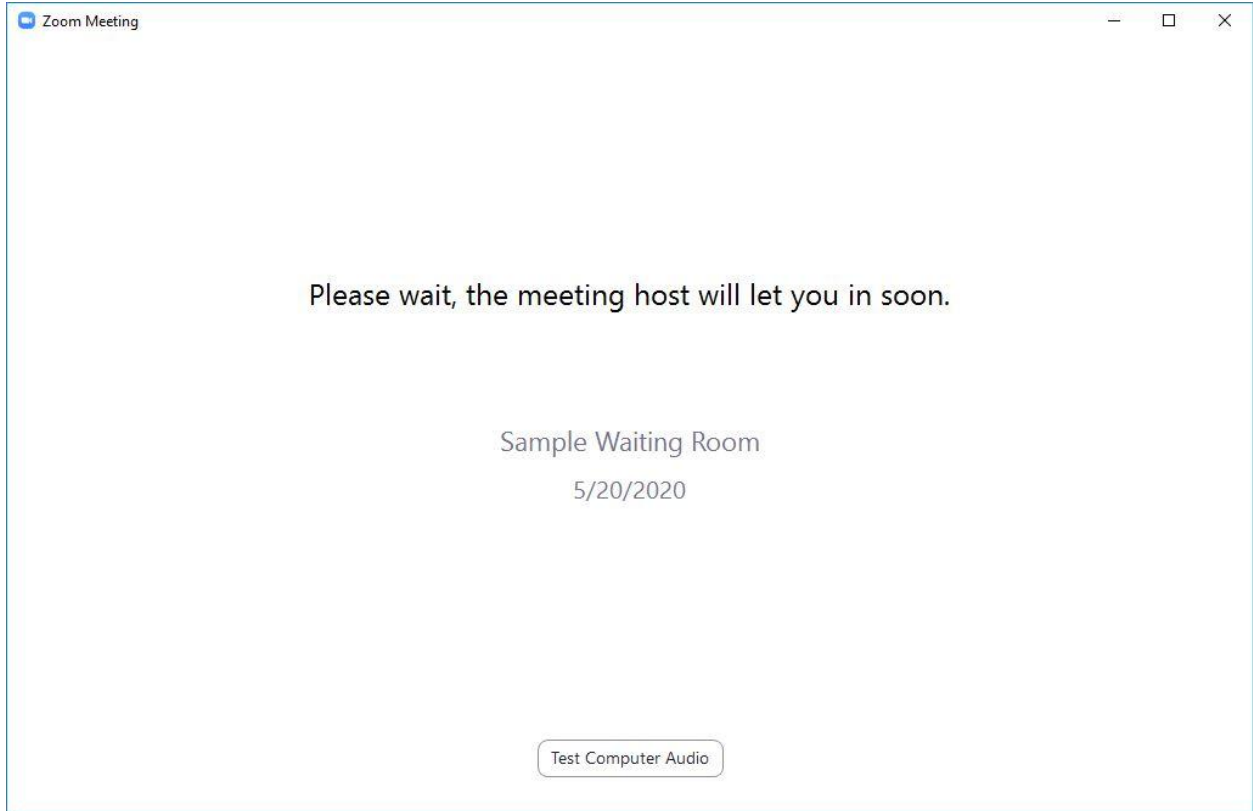 Zoom Meeting
Please wait, the meeting host will let you in soon.
Sample Waiting Room
5/20/2020
Test Computer Audio